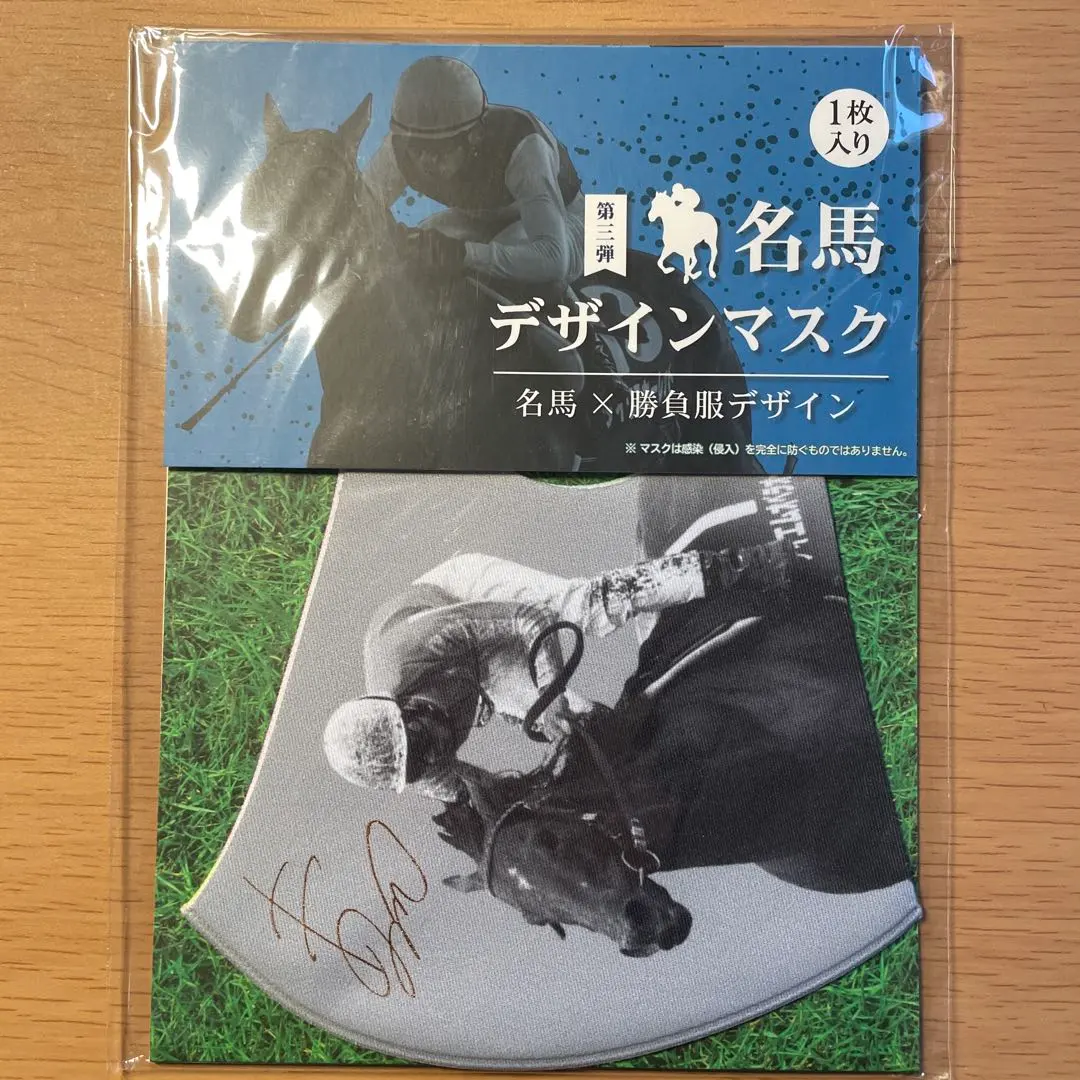 1枚
入り
第三弾
名馬
デザインマスク
名馬 × 勝負服デザイン
※ マスクは感染（侵入）を完全に防ぐものではありません。